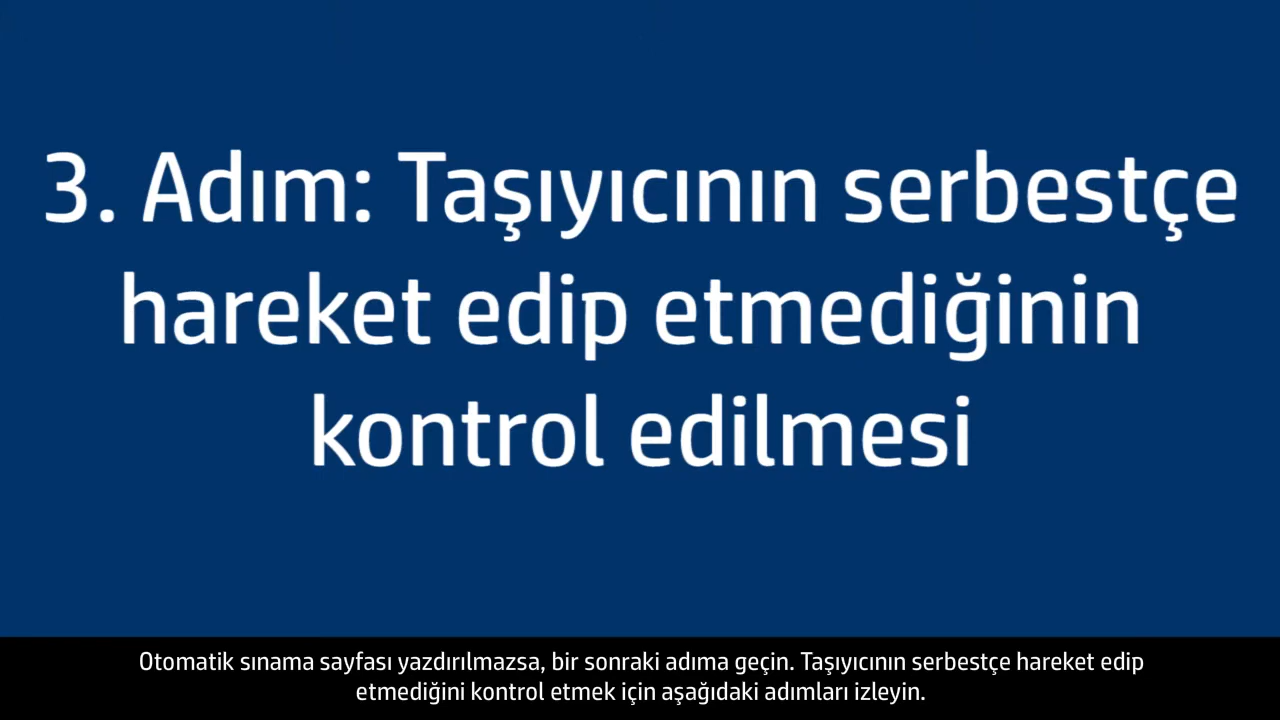 3. Adım: Taşıyıcının serbestçe
hareket edip etmediğinin
kontrol edilmesi
Otomatik sınama sayfası yazdırılmazsa, bir sonraki adıma geçin. Taşıyıcının serbestçe hareket edip
etmediğini kontrol etmek için aşağıdaki adımları izleyin.